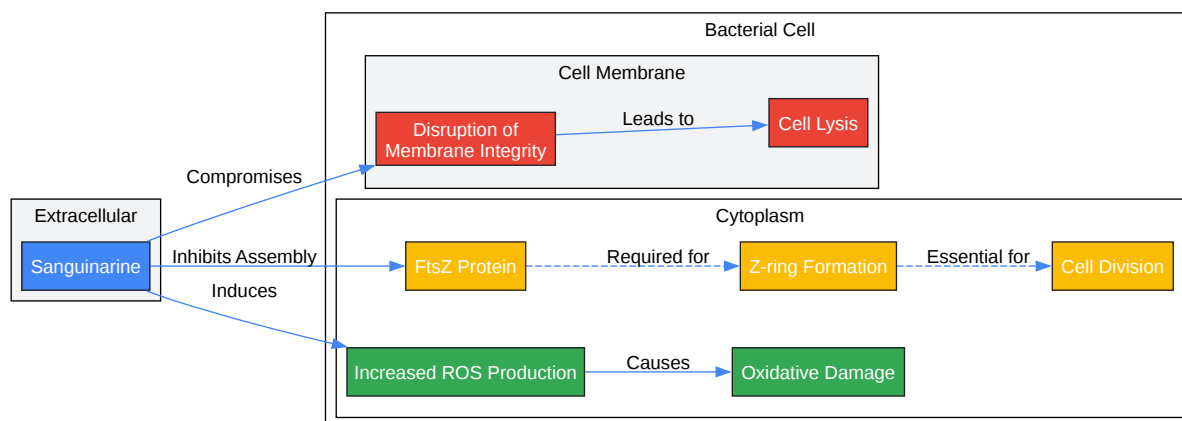 Bacterial Cell
Cell Membrane
Disruption of
Membrane Integrity
Leads to
Cell Lysis
Compromises
Extracellular
Sanguinarine
Inhibits Assembly
Induces
Cytoplasm
FtsZ Protein
Required for
Z-ring Formation
Essential for
Cell Division
Increased ROS Production
Causes
Oxidative Damage